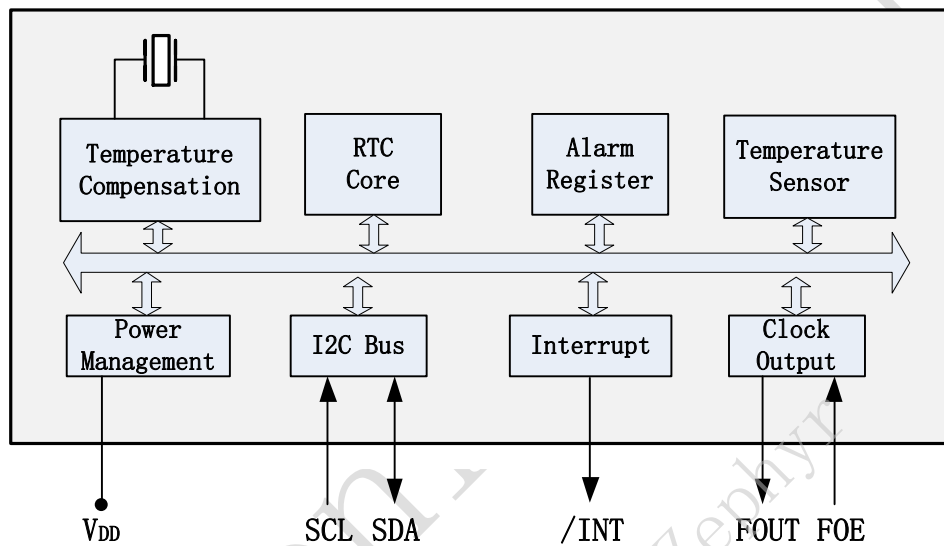 Temperature
Compensation
RTC
Core
Alarm
Register
Temperature
Sensor
Power
Management
I2C Bus
Interrupt
Clock
Output
VDD
SCL SDA
/INT
FOUT FOE
Zephyr